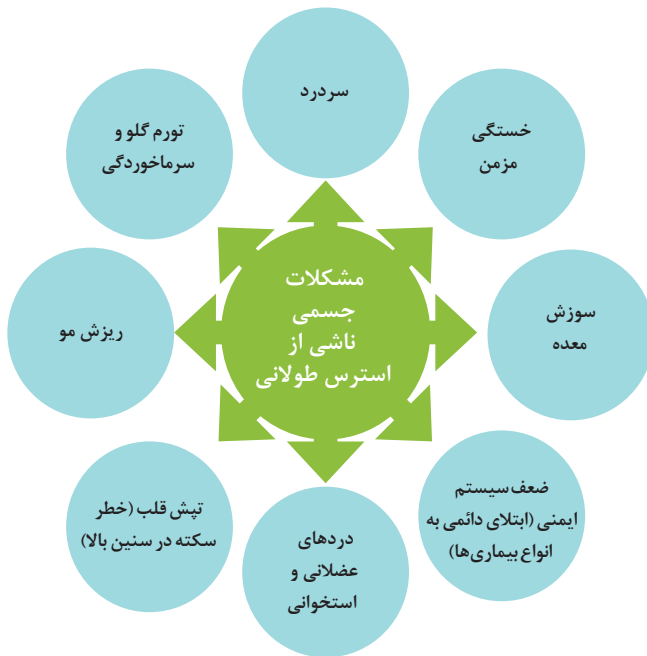 سردرد
خستگی
مزمن
سوزش
معده
ضعف سیستم
ایمنی (ابتلای دائمی به
انواع بیماری‌ها)
دردهای
عضلانی و
استخوانی
تپش قلب (خطر
سکته در سنین بالا)
ریزش مو
تورم گلو و
سرماخوردگی
مشکلات
جسمی
ناشی از
استرس طولانی